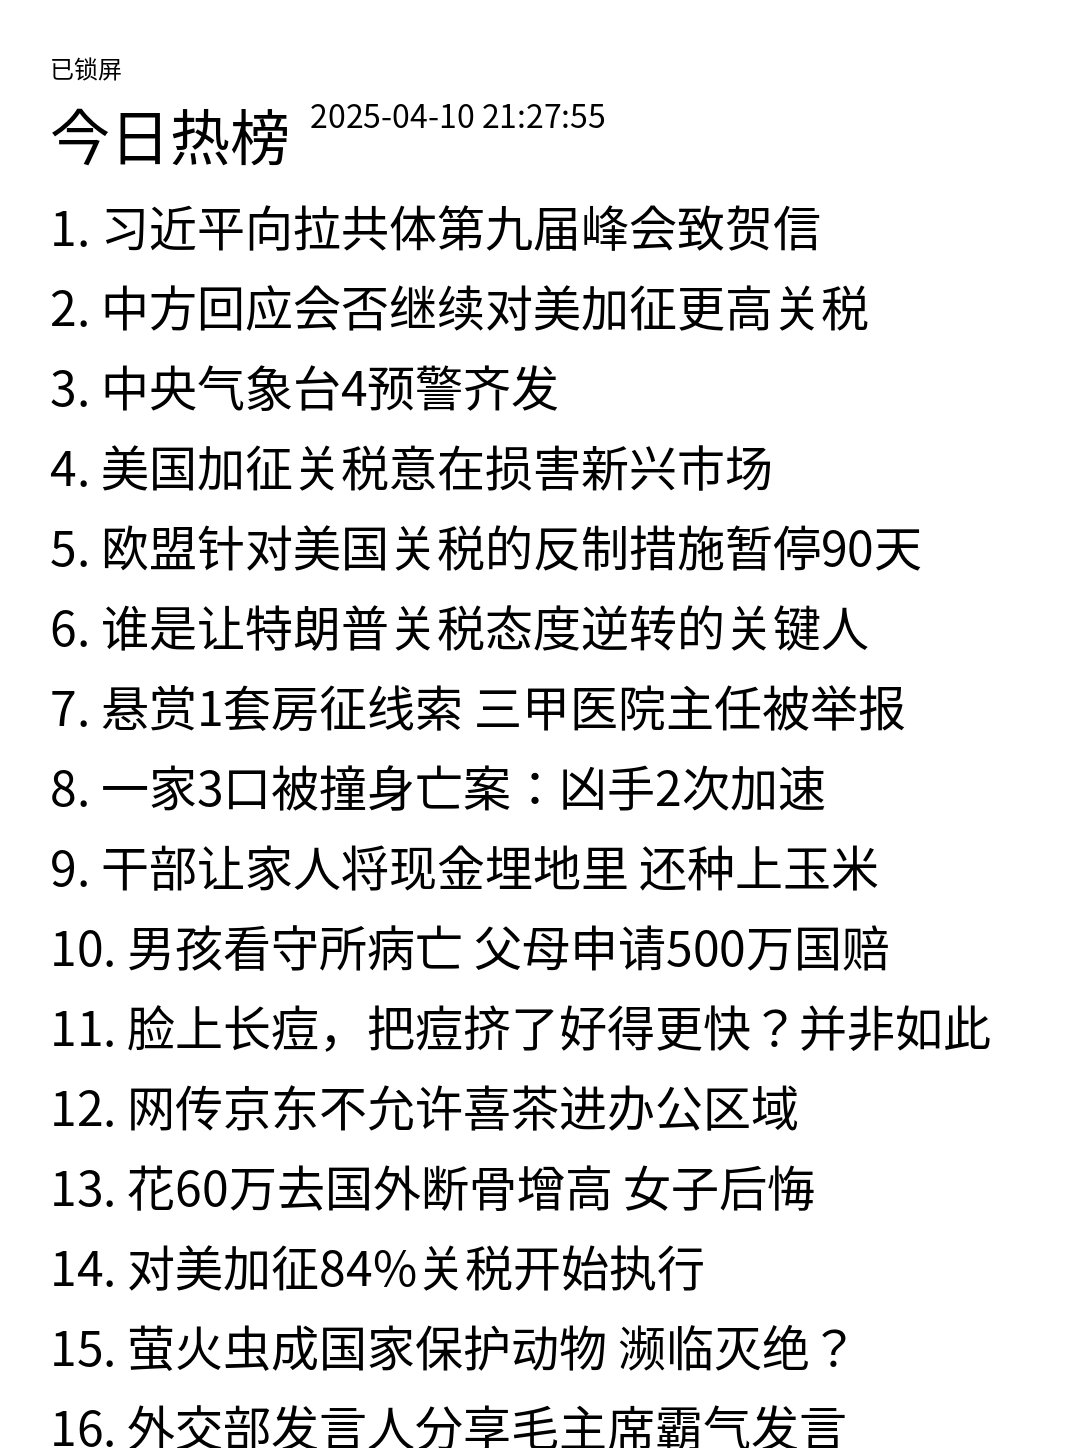 已锁屏
今日热榜 2025-04-10 21:27:55
1. 习近平向拉共体第九届峰会致贺信
2. 中方回应会否继续对美加征更高关税
3. 中央气象台4预警齐发
4. 美国加征关税意在损害新兴市场
5. 欧盟针对美国关税的反制措施暂停90天
6. 谁是让特朗普关税态度逆转的关键人
7. 悬赏1套房征线索 三甲医院主任被举报
8. 一家3口被撞身亡案：凶手2次加速
9. 干部让家人将现金埋地里 还种上玉米
10. 男孩看守所病亡 父母申请500万国赔
11. 脸上长痘，把痘挤了好得更快？并非如此
12. 网传京东不允许喜茶进办公区域
13. 花60万去国外断骨增高 女子后悔
14. 对美加征84%关税开始执行
15. 萤火虫成国家保护动物 濒临灭绝？
16. 外交部发言人分享毛主席霸气发言